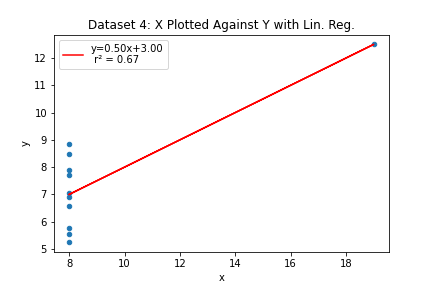 Dataset 4: X Plotted Against Y with Lin. Reg.
y=0.50x+3.00
r² = 0.67
12
11
10
9
8
7
6
5
y
8
10
12
14
16
18
x